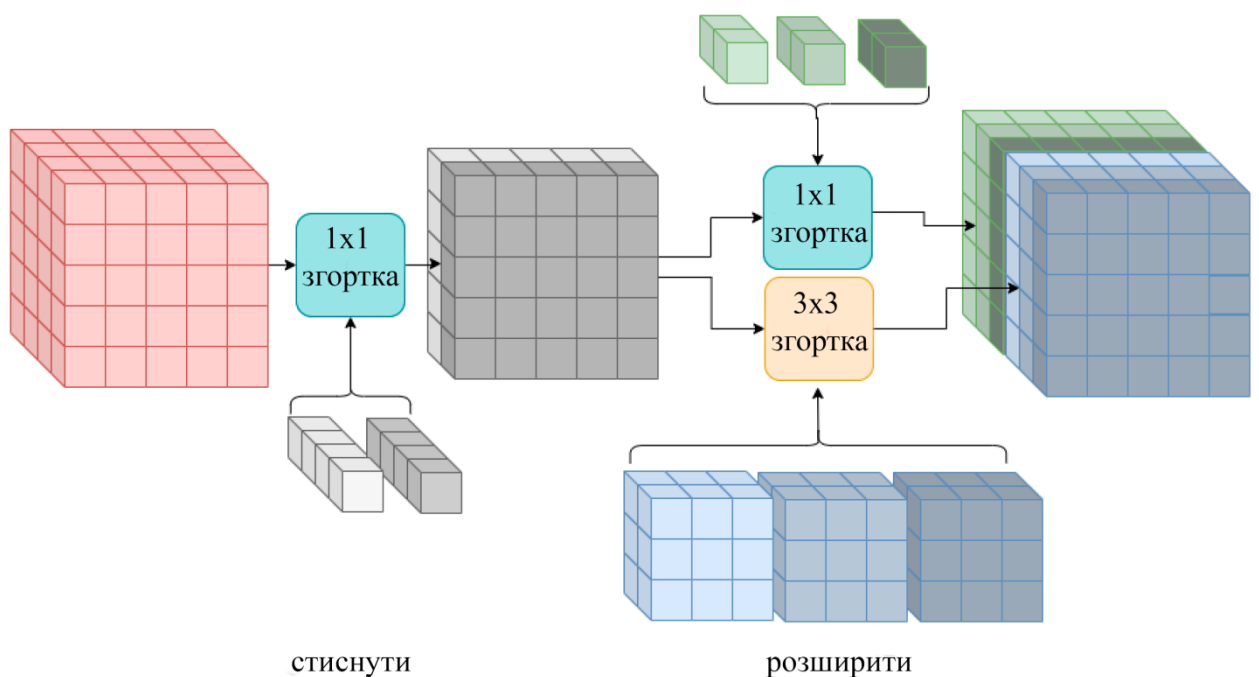 1x1
згортка
1x1
згортка
3x3
згортка
стиснути
розширити